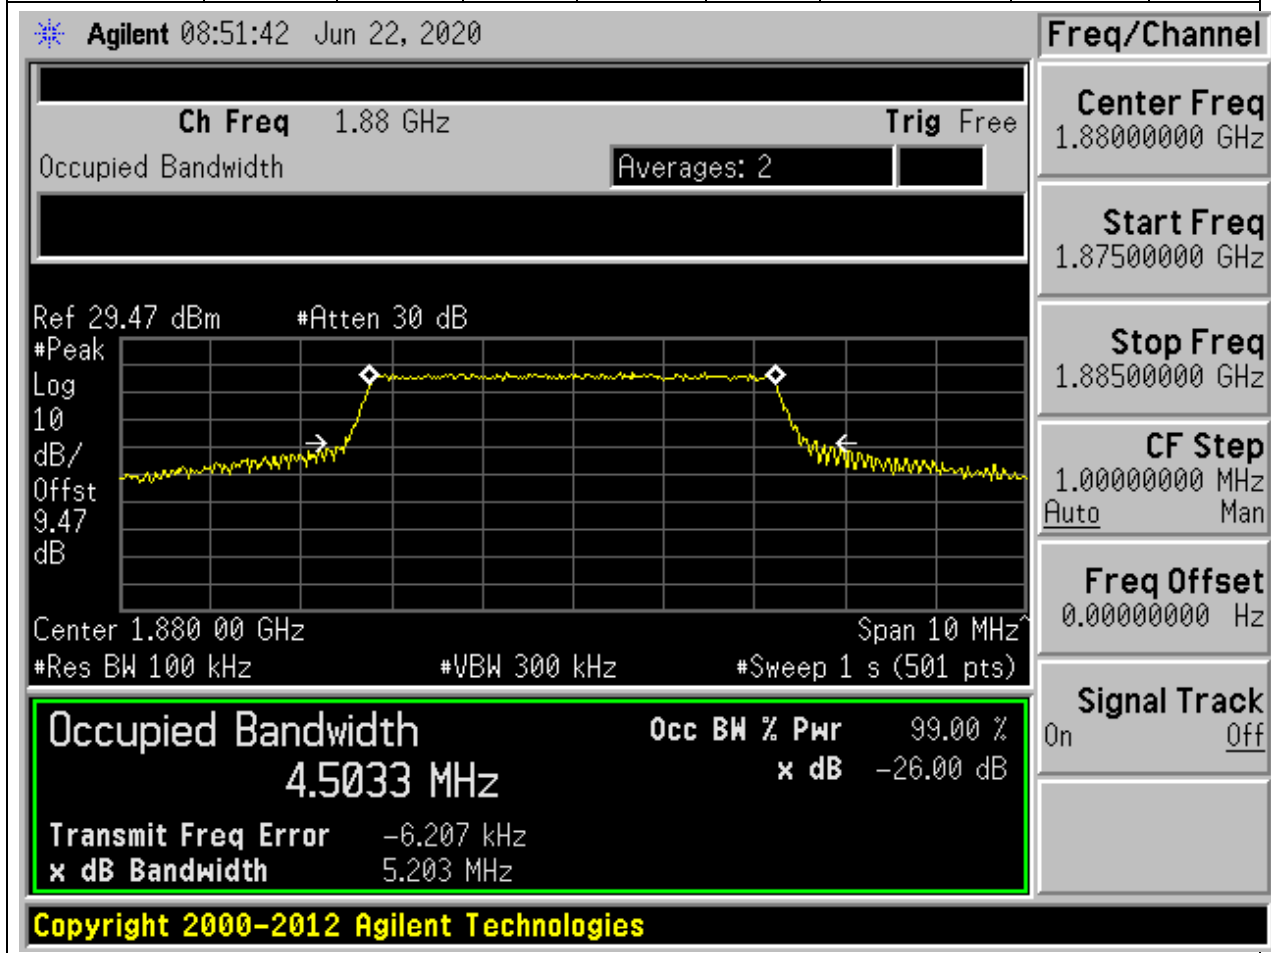 Agilent 08:51:42 Jun 22, 2020
Freq/Channel
Ch Freq 1.88 GHz Trig Free
Occupied Bandwidth Averages: 2
Ref 29.47 dBm #Atten 30 dB
#Peak
Log
10
dB/
Offst
9.47
dB
Center 1.880 00 GHz Span 10 MHz^
#Res BW 100 kHz #VBW 300 kHz #Sweep 1 s (501 pts)
Occupied Bandwidth Occ BW % Pwr 99.00 %
4.5033 MHz x dB -26.00 dB
Transmit Freq Error -6.207 kHz
x dB Bandwidth 5.203 MHz
Center Freq
1.88000000 GHz
Start Freq
1.87500000 GHz
Stop Freq
1.88500000 GHz
CF Step
1.00000000 MHz
Auto Man
Freq Offset
0.00000000 Hz
Signal Track
On Off
Copyright 2000-2012 Agilent Technologies